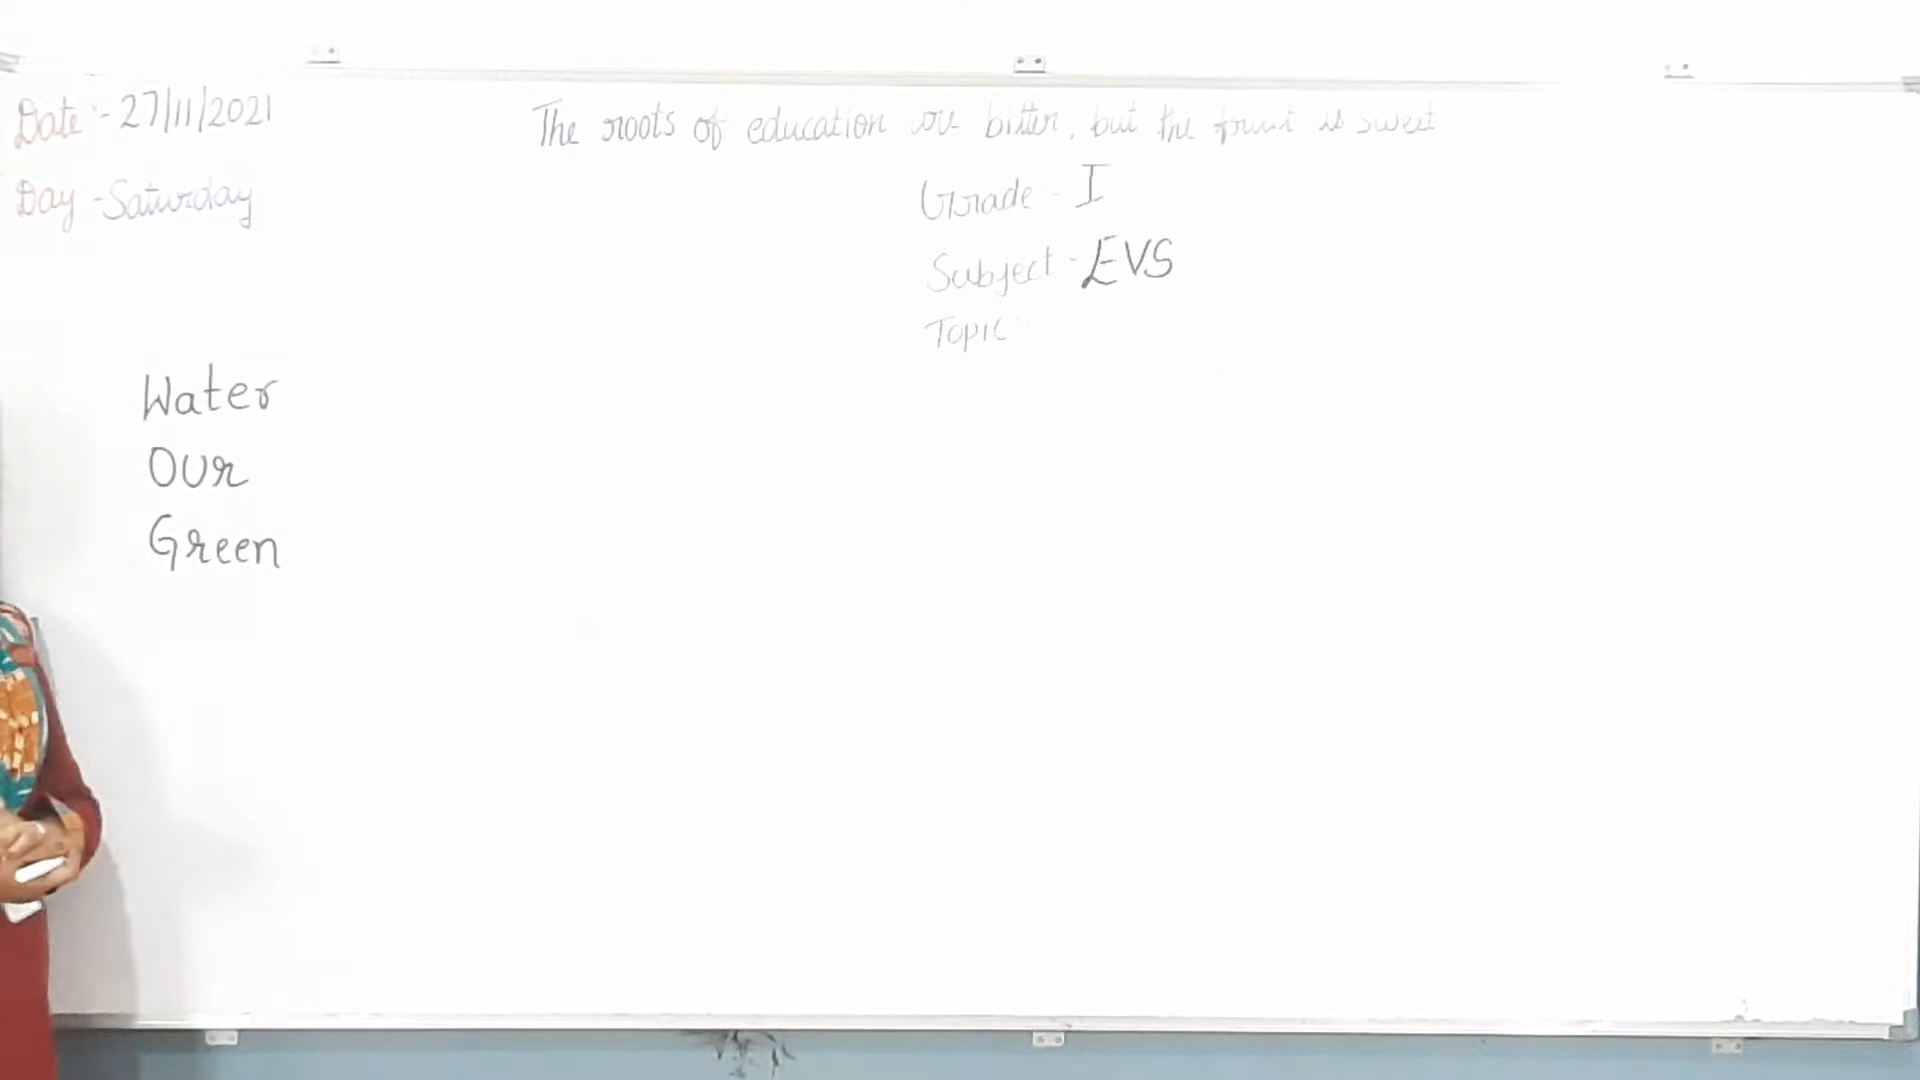 Date :- 27/11/2021
The roots of education are bitter, but the fruit is sweet
Day - Saturday
Grade - I
Subject - EVS
Topic :
Water
Our
Green